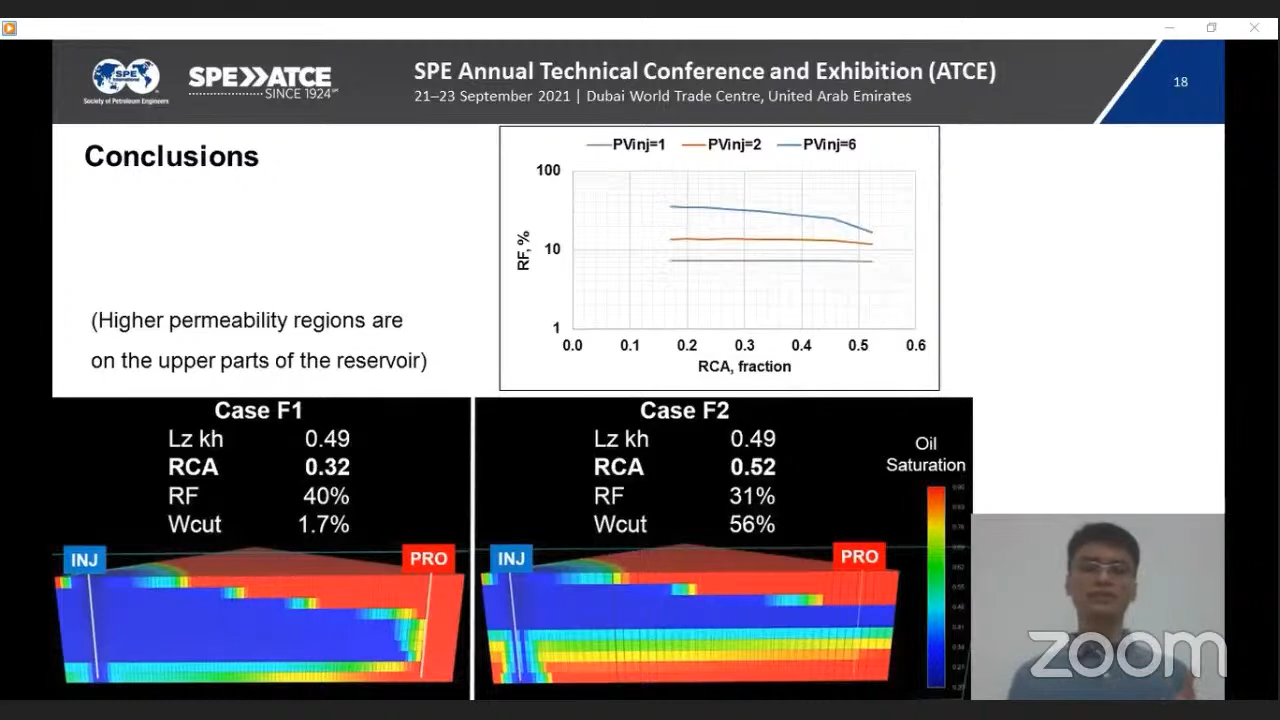 SPE International
Society of Petroleum Engineers
SPE ATCE
SINCE 1924
SPE Annual Technical Conference and Exhibition (ATCE)
21–23 September 2021 | Dubai World Trade Centre, United Arab Emirates
18
Conclusions
(Higher permeability regions are
on the upper parts of the reservoir)
PVinj=1 PVinj=2 PVinj=6
100
10
1
RF, %
0.0 0.1 0.2 0.3 0.4 0.5 0.6
RCA, fraction
Case F1
Lz kh 0.49
RCA 0.32
RF 40%
Wcut 1.7%
INJ
PRO
Case F2
Lz kh 0.49
RCA 0.52
RF 31%
Wcut 56%
INJ
PRO
Oil
Saturation
zoom